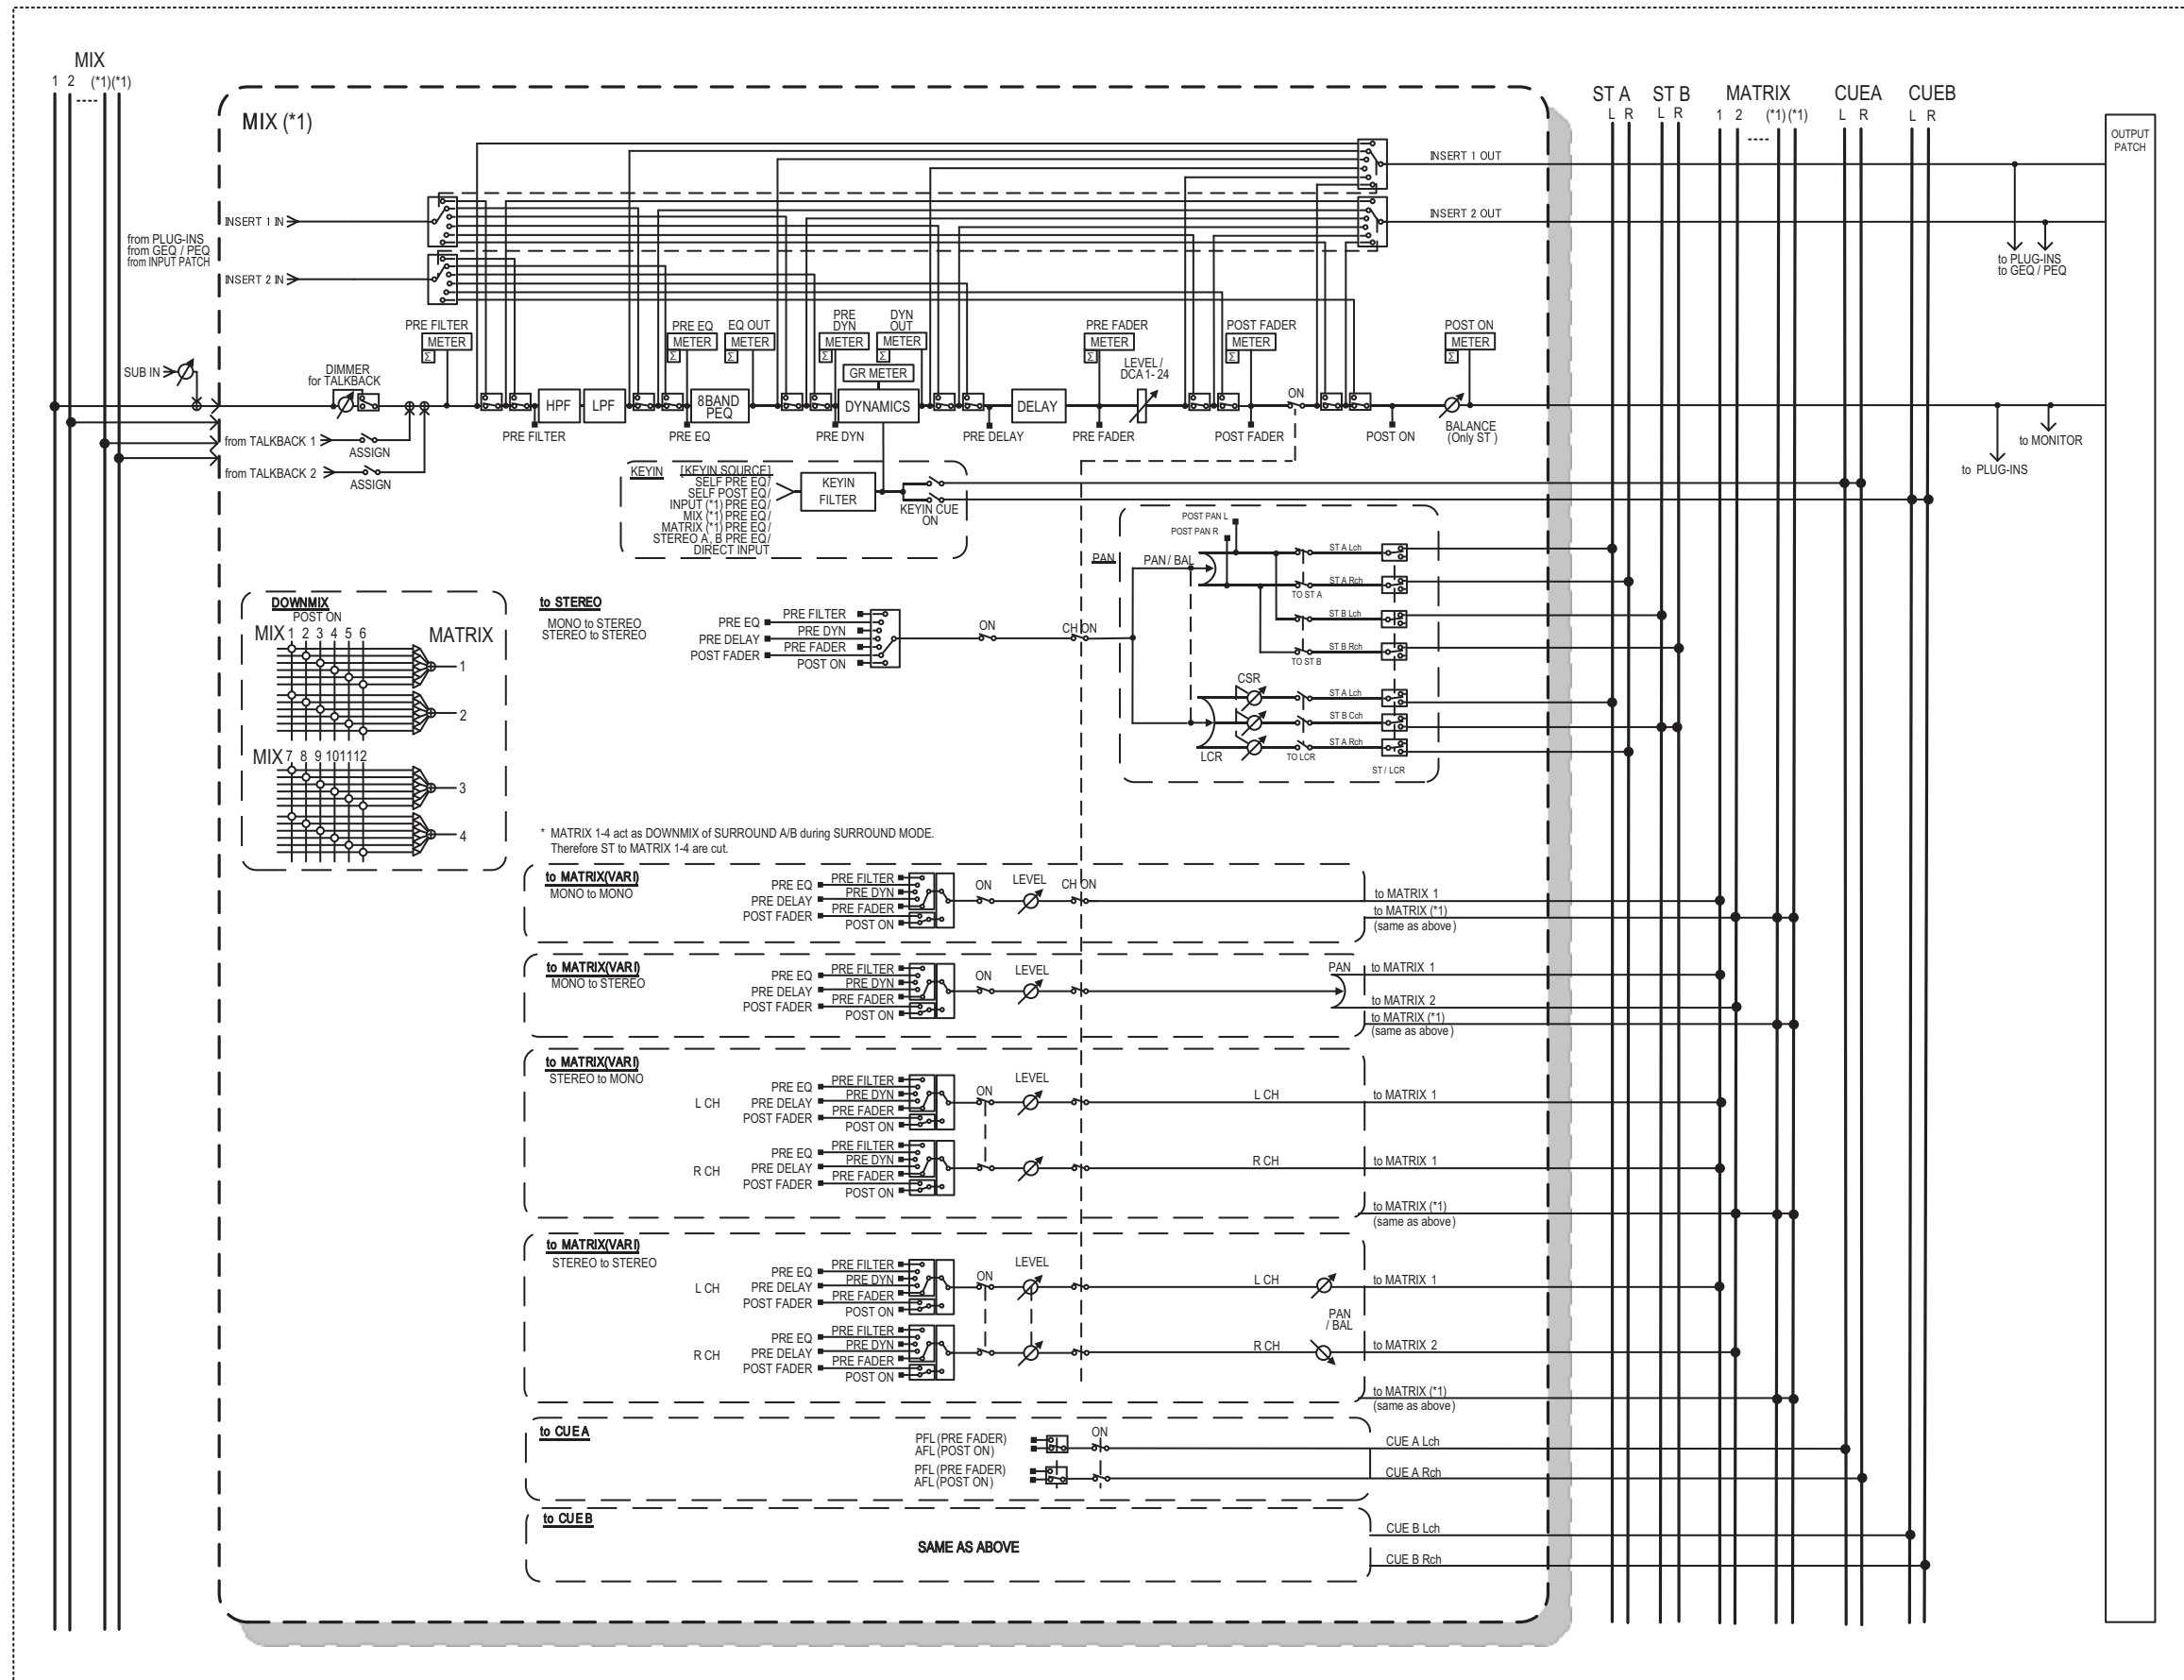 MIX
1 2 (*1)(*1)
MIX (*1)
ST A
L R
ST B
L R
MATRIX
1 2 (*1)(*1)
CUEA
L R
CUEB
L R
OUTPUT
PATCH
INSERT 1 OUT
INSERT 2 OUT
INSERT 1 IN
from PLUG-INS
from GEQ / PEQ
from INPUT PATCH
INSERT 2 IN
to PLUG-INS
to GEQ / PEQ
PRE FILTER
METER
Σ
PRE EQ
METER
Σ
EQ OUT
METER
Σ
PRE
DYN
METER
Σ
DYN
OUT
METER
Σ
GR METER
PRE FADER
METER
Σ
LEVEL /
DCA 1- 24
POST FADER
METER
Σ
POST ON
METER
Σ
SUB IN
DIMMER
for TALKBACK
HPF
LPF
8BAND
PEQ
DYNAMICS
DELAY
ON
PRE FILTER
PRE EQ
PRE DYN
PRE DELAY
PRE FADER
POST FADER
POST ON
BALANCE
(Only ST )
to MONITOR
to PLUG-INS
from TALKBACK 1
ASSIGN
from TALKBACK 2
ASSIGN
KEYIN
[KEYIN SOURCE]
SELF PRE EQ /
SELF POST EQ /
INPUT (*1) PRE EQ /
MIX (*1) PRE EQ /
MATRIX (*1) PRE EQ /
STEREO A, B PRE EQ /
DIRECT INPUT
KEYIN
FILTER
KEYIN CUE
ON
POST PAN L
POST PAN R
PAN
PAN / BAL
ST A Lch
ST A Rch
TO ST A
ST B Lch
ST B Rch
TO ST B
CSR
ST A Lch
ST B Cch
ST A Rch
LCR
TO LCR
ST / LCR
DOWNMIX
POST ON
MIX 1 2 3 4 5 6
MATRIX
1
2
MIX 7 8 9 10 11 12
3
4
to STEREO
MONO to STEREO
STEREO to STEREO
PRE FILTER
PRE EQ
PRE DYN
PRE DELAY
PRE FADER
POST FADER
POST ON
ON
CH ON
* MATRIX 1-4 act as DOWNMIX of SURROUND A/B during SURROUND MODE.
Therefore ST to MATRIX 1-4 are cut.
to MATRIX(VARI)
MONO to MONO
PRE FILTER
PRE EQ
PRE DYN
PRE DELAY
PRE FADER
POST FADER
POST ON
ON
LEVEL
CH ON
to MATRIX 1
to MATRIX (*1)
(same as above)
to MATRIX(VARI)
MONO to STEREO
PRE FILTER
PRE EQ
PRE DYN
PRE DELAY
PRE FADER
POST FADER
POST ON
ON
LEVEL
PAN
to MATRIX 1
to MATRIX 2
to MATRIX (*1)
(same as above)
to MATRIX(VARI)
STEREO to MONO
L CH
PRE FILTER
PRE EQ
PRE DYN
PRE DELAY
PRE FADER
POST FADER
POST ON
ON
LEVEL
L CH
to MATRIX 1
R CH
PRE FILTER
PRE EQ
PRE DYN
PRE DELAY
PRE FADER
POST FADER
POST ON
R CH
to MATRIX 1
to MATRIX (*1)
(same as above)
to MATRIX(VARI)
STEREO to STEREO
L CH
PRE FILTER
PRE EQ
PRE DYN
PRE DELAY
PRE FADER
POST FADER
POST ON
ON
LEVEL
L CH
to MATRIX 1
PAN
/ BAL
R CH
PRE FILTER
PRE EQ
PRE DYN
PRE DELAY
PRE FADER
POST FADER
POST ON
R CH
to MATRIX 2
to MATRIX (*1)
(same as above)
to CUE A
PFL (PRE FADER)
AFL (POST ON)
ON
CUE A Lch
PFL (PRE FADER)
AFL (POST ON)
CUE A Rch
to CUE B
SAME AS ABOVE
CUE B Lch
CUE B Rch